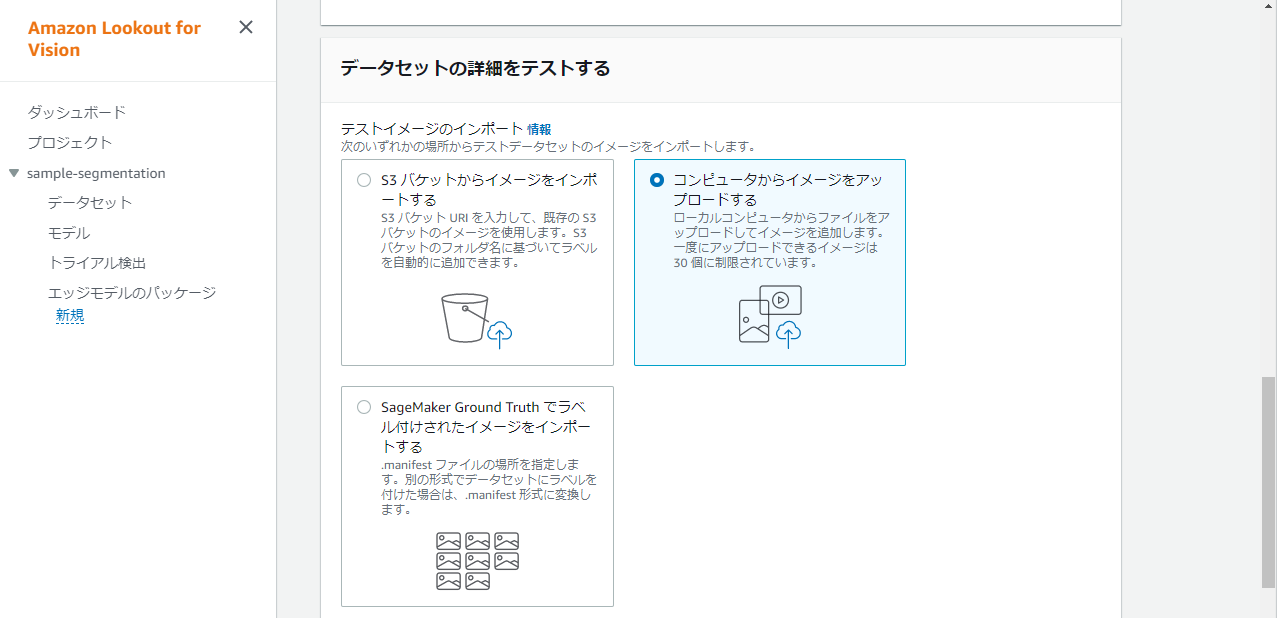 Amazon Lookout for
Vision
ダッシュボード
プロジェクト
sample-segmentation
データセット
モデル
トライアル検出
エッジモデルのパッケージ
新規
データセットの詳細をテストする
テストイメージのインポート 情報
次のいずれかの場所からテストデータセットのイメージをインポートします。
S3 バケットからイメージをインポ
ートする
S3 バケット URI を入力して、既存の S3
バケットのイメージを使用します。S3
バケットのフォルダ名に基づいてラベル
を自動的に追加できます。
コンピュータからイメージをアッ
プロードする
ローカルコンピュータからファイルをア
ップロードしてイメージを追加します。
一度にアップロードできるイメージは
30 個に制限されています。
SageMaker Ground Truth でラベ
ル付けされたイメージをインポー
トする
.manifest ファイルの場所を指定しま
す。別の形式でデータセットにラベルを
付けた場合は、.manifest 形式に変換し
ます。